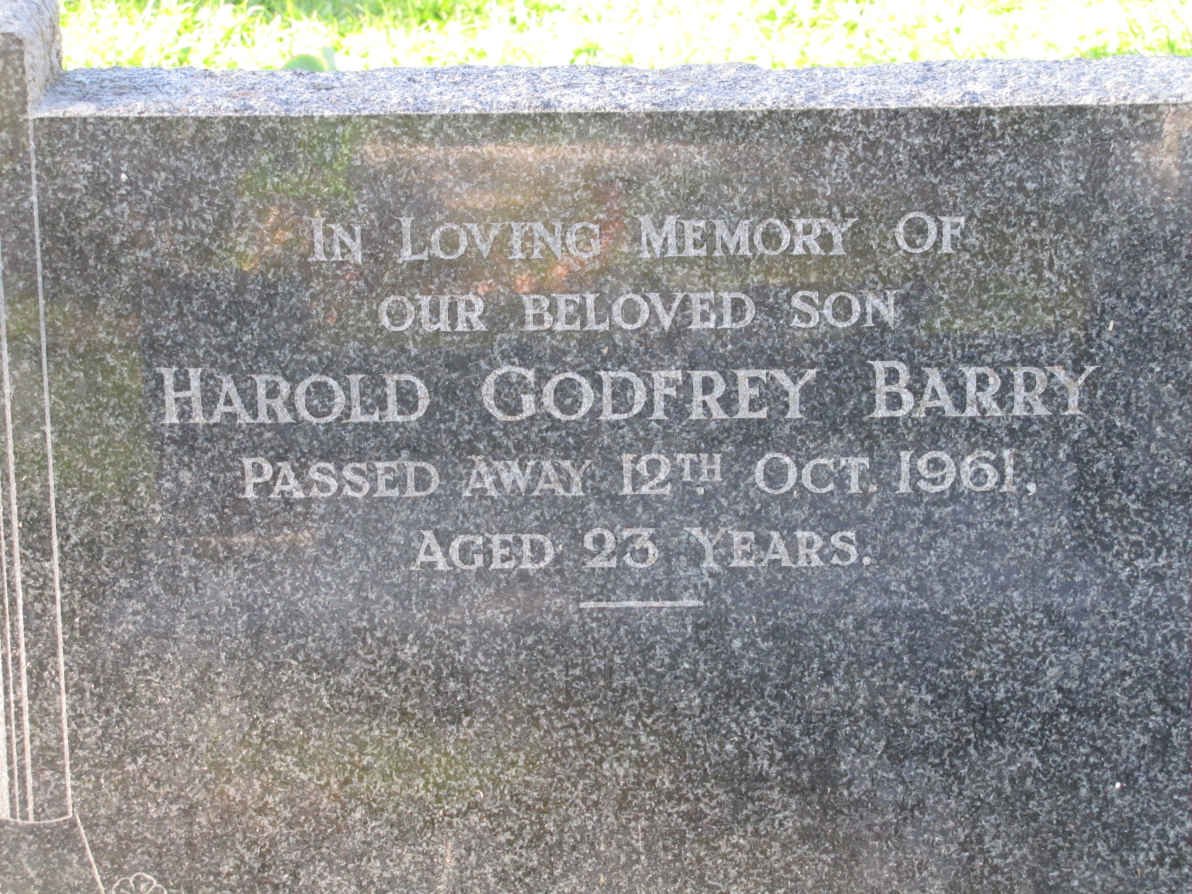 In Loving Memory of
our beloved son
Harold Godfrey Barry
Passed away 12th Oct. 1961,
Aged 23 Years.